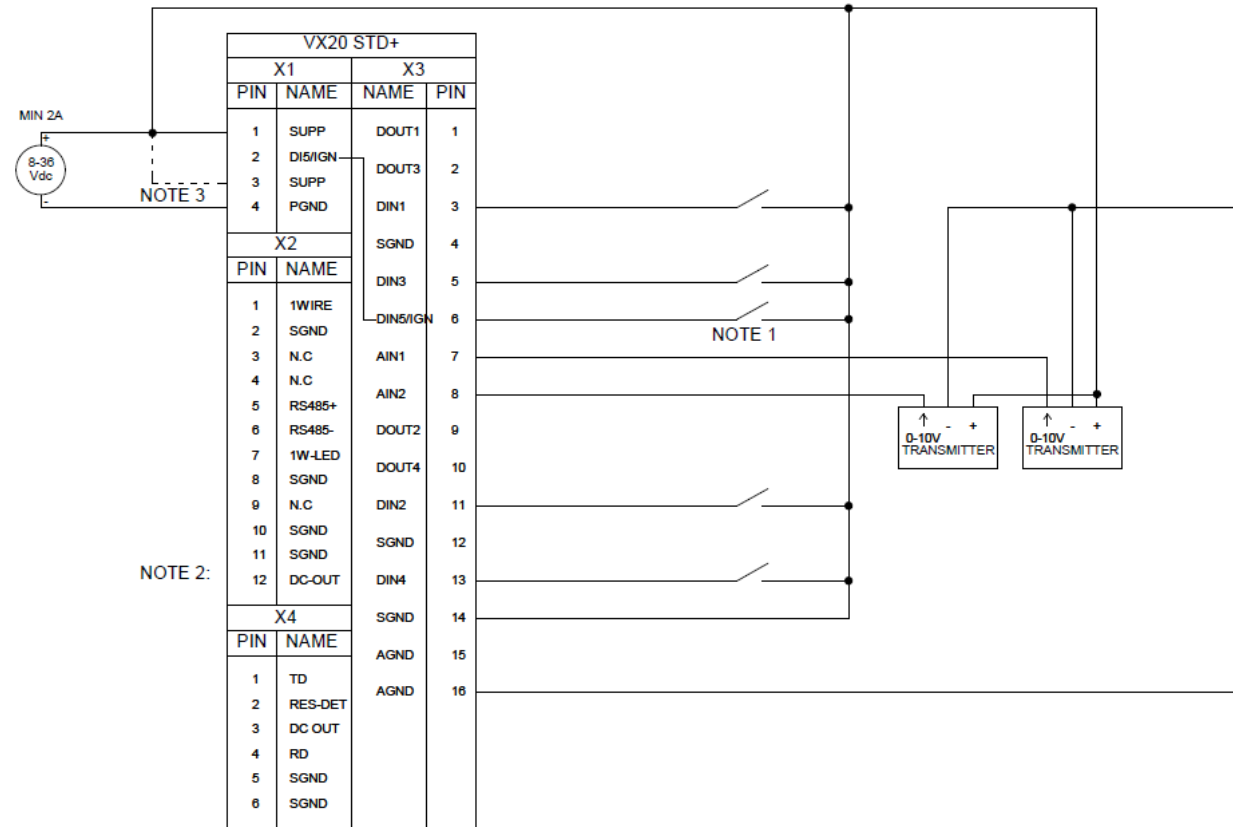 VX20 STD+
X1 X3
PIN NAME NAME PIN
MIN 2A
+
8-36
Vdc
-
NOTE 3
1 SUPP DOUT1 1
2 DI5/IGN DOUT3 2
3 SUPP
4 PGND DIN1 3
X2 SGND 4
PIN NAME
DIN3 5
1 1WIRE DIN5/IGN 6
NOTE 1
2 SGND
3 N.C AIN1 7
4 N.C AIN2 8
5 RS485+
6 RS485- DOUT2 9
7 1W-LED DOUT4 10
8 SGND
9 N.C DIN2 11
10 SGND SGND 12
11 SGND
NOTE 2:
12 DC-OUT DIN4 13
X4 SGND 14
PIN NAME AGND 15
1 TD AGND 16
2 RES-DET
3 DC OUT
4 RD
5 SGND
6 SGND
↑ - +
0-10V
TRANSMITTER
↑ - +
0-10V
TRANSMITTER